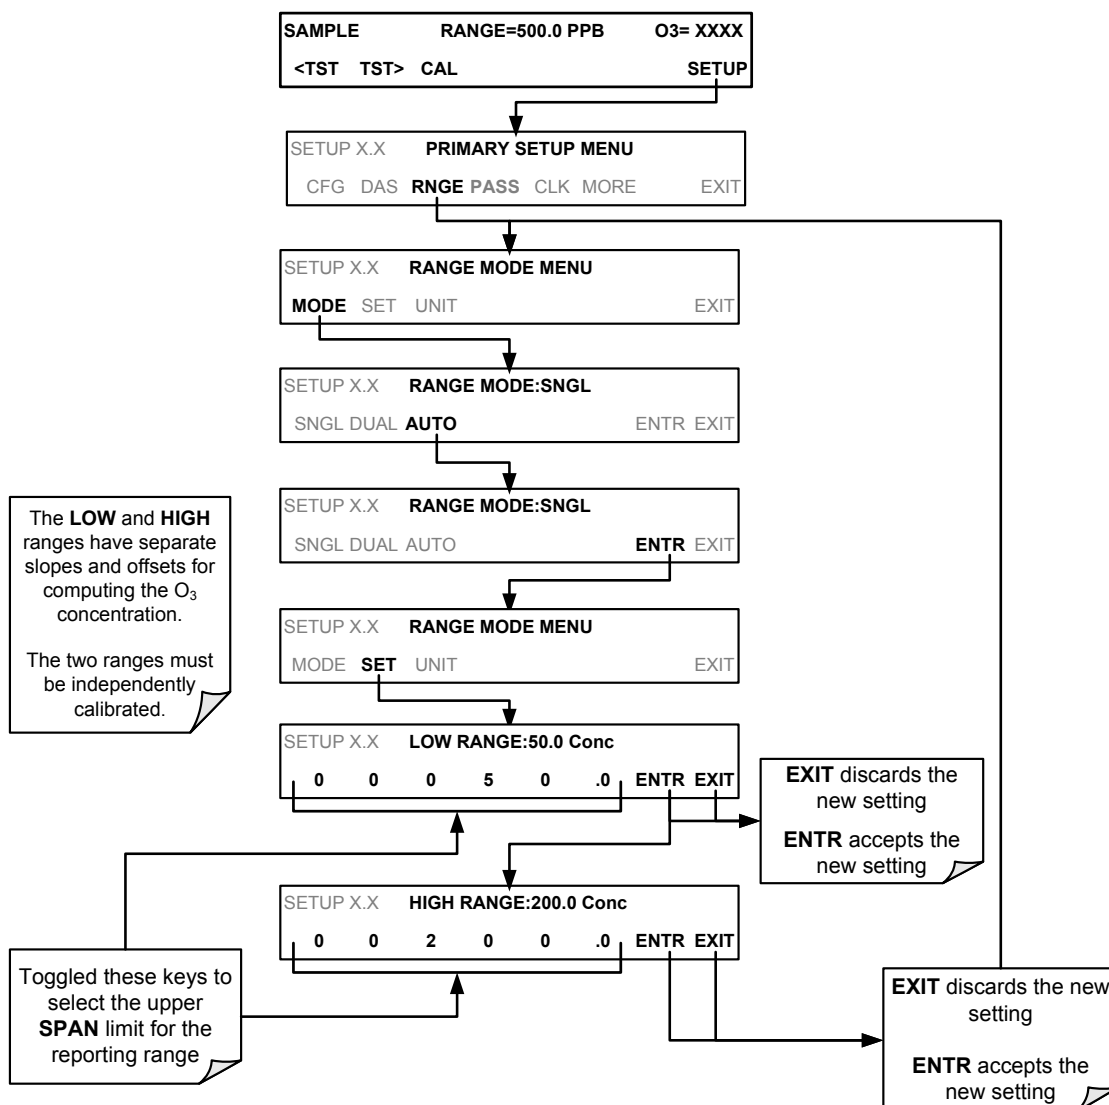 SAMPLE RANGE=500.0 PPB O3= XXXX
<TST TST> CAL SETUP
SETUP X.X PRIMARY SETUP MENU
CFG DAS RNGE PASS CLK MORE EXIT
SETUP X.X RANGE MODE MENU
MODE SET UNIT EXIT
SETUP X.X RANGE MODE:SNGL
SNGL DUAL AUTO ENTR EXIT
SETUP X.X RANGE MODE:SNGL
SNGL DUAL AUTO ENTR EXIT
The LOW and HIGH
ranges have separate
slopes and offsets for
computing the O3
concentration.
The two ranges must
be independently
calibrated.
SETUP X.X RANGE MODE MENU
MODE SET UNIT EXIT
SETUP X.X LOW RANGE:50.0 Conc
0 0 0 5 0 .0 ENTR EXIT
EXIT discards the
new setting
ENTR accepts the
new setting
SETUP X.X HIGH RANGE:200.0 Conc
0 0 2 0 0 .0 ENTR EXIT
Toggled these keys to
select the upper
SPAN limit for the
reporting range
EXIT discards the new
setting
ENTR accepts the
new setting